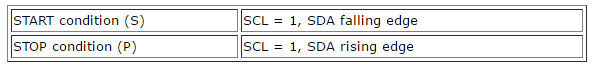 START condition (S) SCL = 1, SDA falling edge
STOP condition (P) SCL = 1, SDA rising edge